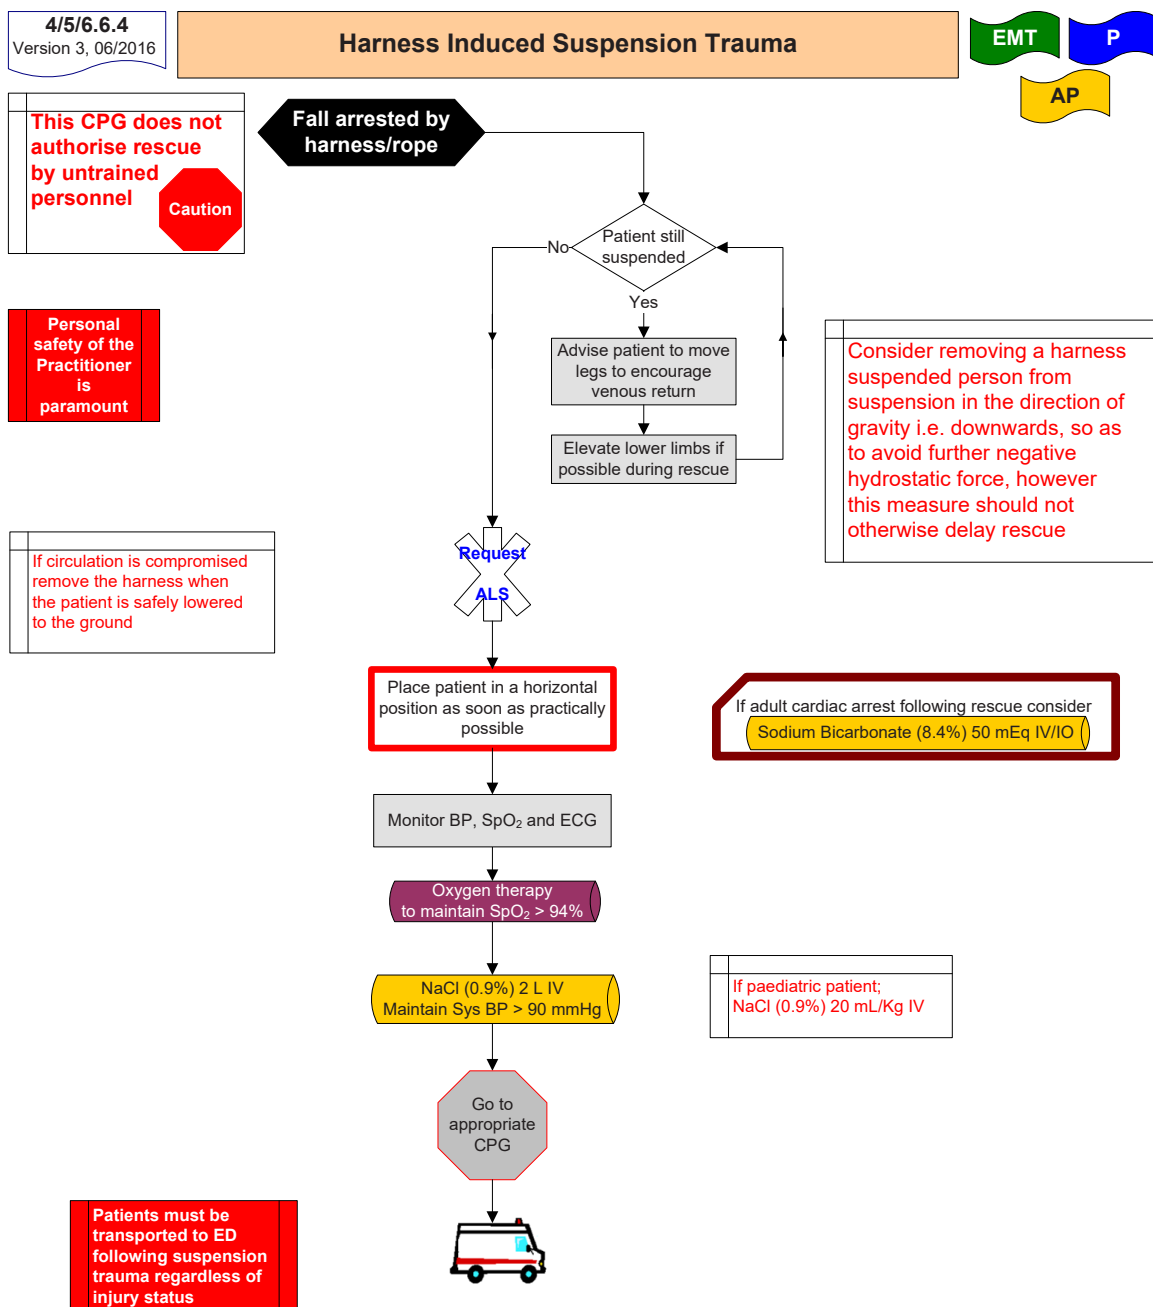 4/5/6.6.4
Version 3, 06/2016
Harness Induced Suspension Trauma
EMT
P
AP
This CPG does not
authorise rescue
by untrained
personnel
Caution
Fall arrested by
harness/rope
Patient still
suspended
No
Yes
Advise patient to move
legs to encourage
venous return
Elevate lower limbs if
possible during rescue
Personal
safety of the
Practitioner
is
paramount
Consider removing a harness
suspended person from
suspension in the direction of
gravity i.e. downwards, so as
to avoid further negative
hydrostatic force, however
this measure should not
otherwise delay rescue
If circulation is compromised
remove the harness when
the patient is safely lowered
to the ground
Request
ALS
Place patient in a horizontal
position as soon as practically
possible
If adult cardiac arrest following rescue consider
Sodium Bicarbonate (8.4%) 50 mEq IV/IO
Monitor BP, SpO₂ and ECG
Oxygen therapy
to maintain SpO₂ > 94%
NaCl (0.9%) 2 L IV
Maintain Sys BP > 90 mmHg
If paediatric patient;
NaCl (0.9%) 20 mL/Kg IV
Go to
appropriate
CPG
Patients must be
transported to ED
following suspension
trauma regardless of
injury status